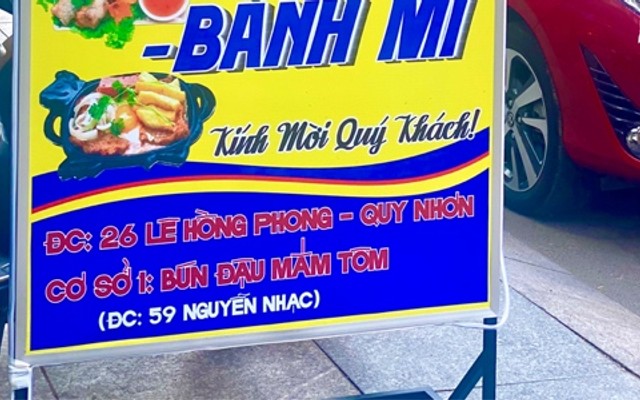 -BÁNH MÌ
Kính Mời Quý Khách!
ĐC: 26 LÊ HỒNG PHONG - QUY NHƠN
CƠ SỞ 1: BÚN ĐẬU MẮM TÔM
(ĐC: 59 NGUYỄN NHẠC)